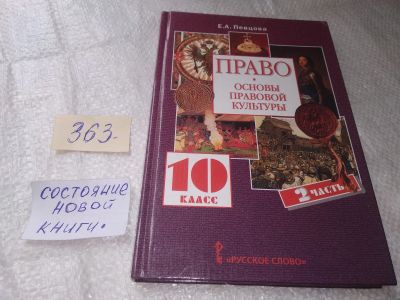 Е.А. Певцова
ПРАВО
ОСНОВЫ
ПРАВОВОЙ
КУЛЬТУРЫ
10
КЛАСС
2 ЧАСТЬ
«РУССКОЕ СЛОВО»
363-
СОСТОЯНИЕ
НОВОЙ
КНИГИ.